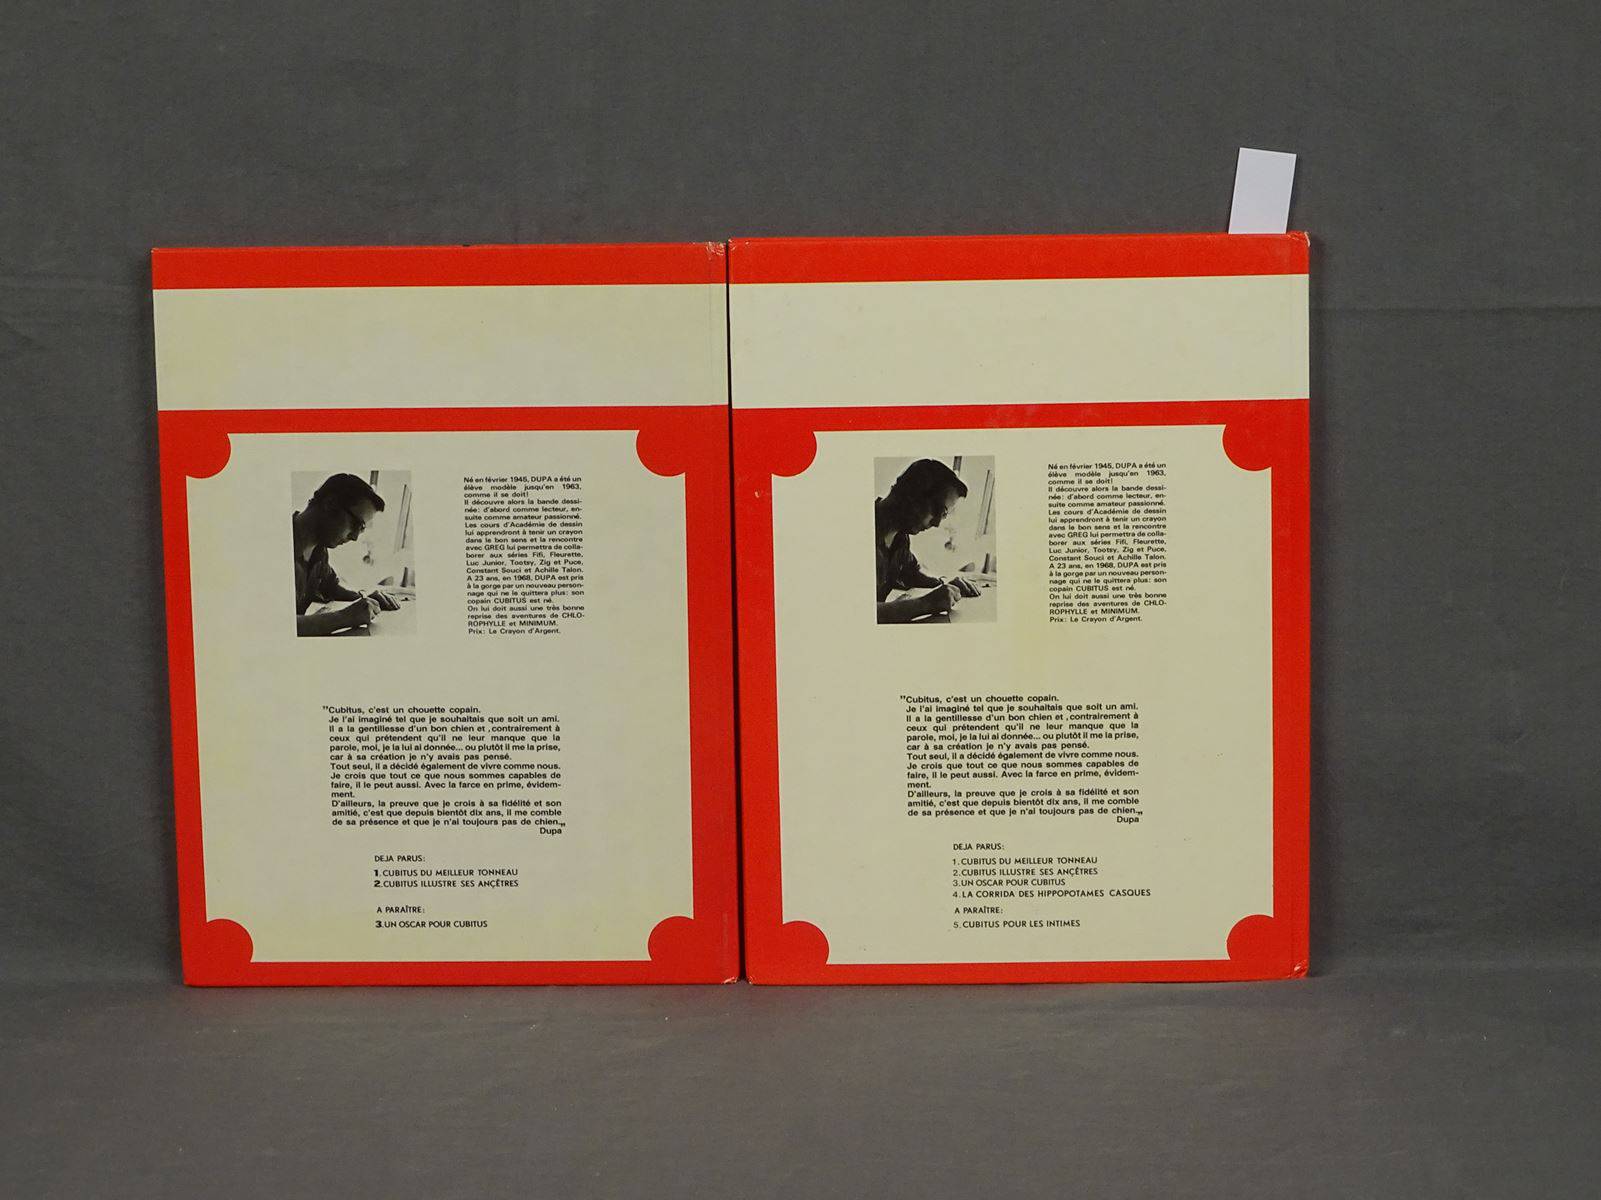 Né en février 1945, DUPA a été un
élève modèle jusqu'en 1963,
comme il se doit!
Il découvre alors la bande dessi-
née: d'abord comme lecteur, en-
suite comme amateur passionné.
Les cours d'Académie de dessin
lui apprendront à tenir un crayon
dans le bon sens et la rencontre
avec GREG lui permettra de colla-
borer aux séries Fifi, Fleurette,
Luc Junior, Tootsy, Zig et Puce,
Constant Souci et Achille Talon.
A 23 ans, en 1968, DUPA est pris
à la gorge par un nouveau person-
nage qui ne le quittera plus: son
copain CUBITUS est né.
On lui doit aussi une très bonne
reprise des aventures de CHLO-
ROPHYLLE et MINIMUM.
Prix: Le Crayon d'Argent.
"Cubitus, c'est un chouette copain.
Je l'ai imaginé tel que je souhaitais que soit un ami.
Il a la gentillesse d'un bon chien et ,contrairement à
ceux qui prétendent qu'il ne leur manque que la
parole, moi, je la lui ai donnée... ou plutôt il me la prise,
car à sa création je n'y avais pas pensé.
Tout seul, il a décidé également de vivre comme nous.
Je crois que tout ce que nous sommes capables de
faire, il le peut aussi. Avec la farce en prime, évidem-
ment.
D'ailleurs, la preuve que je crois à sa fidélité et son
amitié, c'est que depuis bientôt dix ans, il me comble
de sa présence et que je n'ai toujours pas de chien.„
Dupa
DEJA PARUS:
1. CUBITUS DU MEILLEUR TONNEAU
2. CUBITUS ILLUSTRE SES ANÇÊTRES
A PARAÎTRE:
3. UN OSCAR POUR CUBITUS
Né en février 1945, DUPA a été un
élève modèle jusqu'en 1963,
comme il se doit!
Il découvre alors la bande dessi-
née: d'abord comme lecteur, en-
suite comme amateur passionné.
Les cours d'Académie de dessin
lui apprendront à tenir un crayon
dans le bon sens et la rencontre
avec GREG lui permettra de colla-
borer aux séries Fifi, Fleurette,
Luc Junior, Tootsy, Zig et Puce,
Constant Souci et Achille Talon.
A 23 ans, en 1968, DUPA est pris
à la gorge par un nouveau person-
nage qui ne le quittera plus: son
copain CUBITUS est né.
On lui doit aussi une très bonne
reprise des aventures de CHLO-
ROPHYLLE et MINIMUM.
Prix: Le Crayon d'Argent.
"Cubitus, c'est un chouette copain.
Je l'ai imaginé tel que je souhaitais que soit un ami.
Il a la gentillesse d'un bon chien et ,contrairement à
ceux qui prétendent qu'il ne leur manque que la
parole, moi, je la lui ai donnée... ou plutôt il me la prise,
car à sa création je n'y avais pas pensé.
Tout seul, il a décidé également de vivre comme nous.
Je crois que tout ce que nous sommes capables de
faire, il le peut aussi. Avec la farce en prime, évidem-
ment.
D'ailleurs, la preuve que je crois à sa fidélité et son
amitié, c'est que depuis bientôt dix ans, il me comble
de sa présence et que je n'ai toujours pas de chien.„
Dupa
DEJA PARUS:
1. CUBITUS DU MEILLEUR TONNEAU
2. CUBITUS ILLUSTRE SES ANÇÊTRES
3. UN OSCAR POUR CUBITUS
4. LA CORRIDA DES HIPPOPOTAMES CASQUES
A PARAÎTRE:
5. CUBITUS POUR LES INTIMES